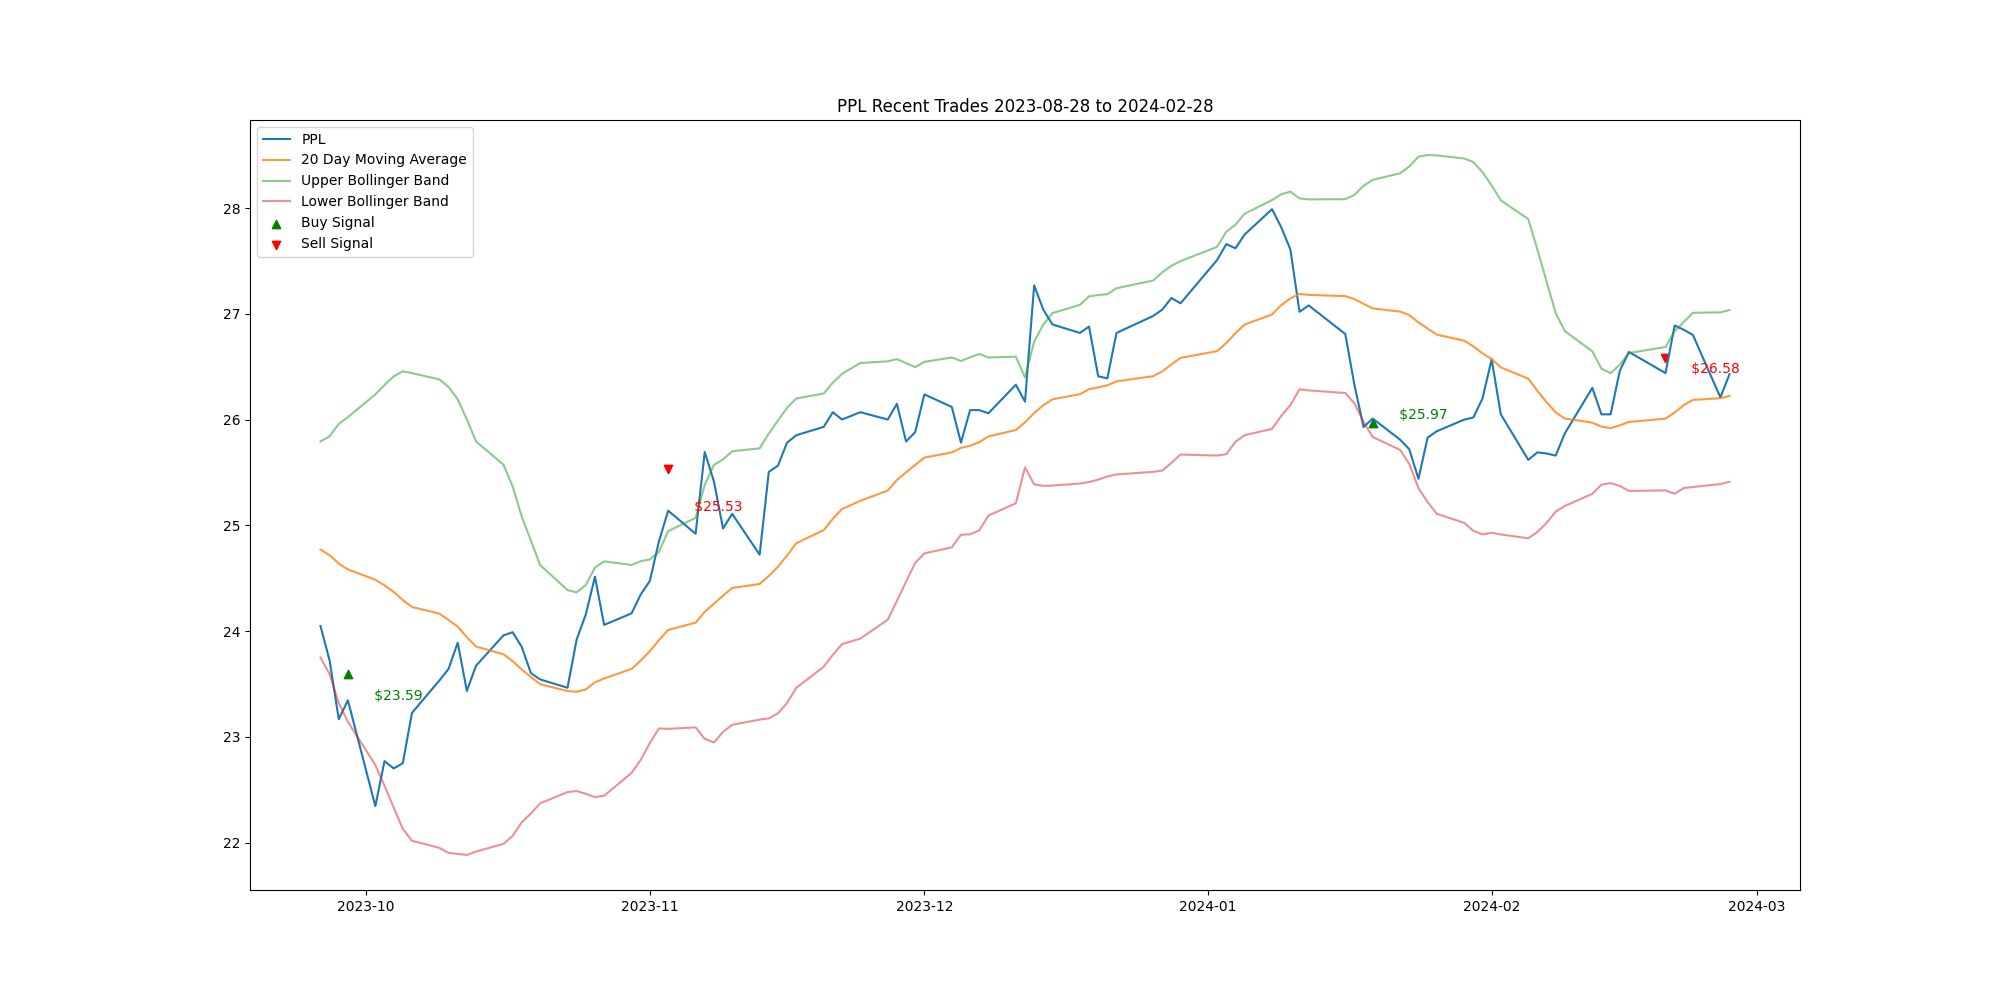 PPL Recent Trades 2023-08-28 to 2024-02-28
PPL
20 Day Moving Average
Upper Bollinger Band
Lower Bollinger Band
Buy Signal
Sell Signal
28
27
26
25
24
23
22
$23.59
$25.53
$25.97
$26.58
2023-10
2023-11
2023-12
2024-01
2024-02
2024-03